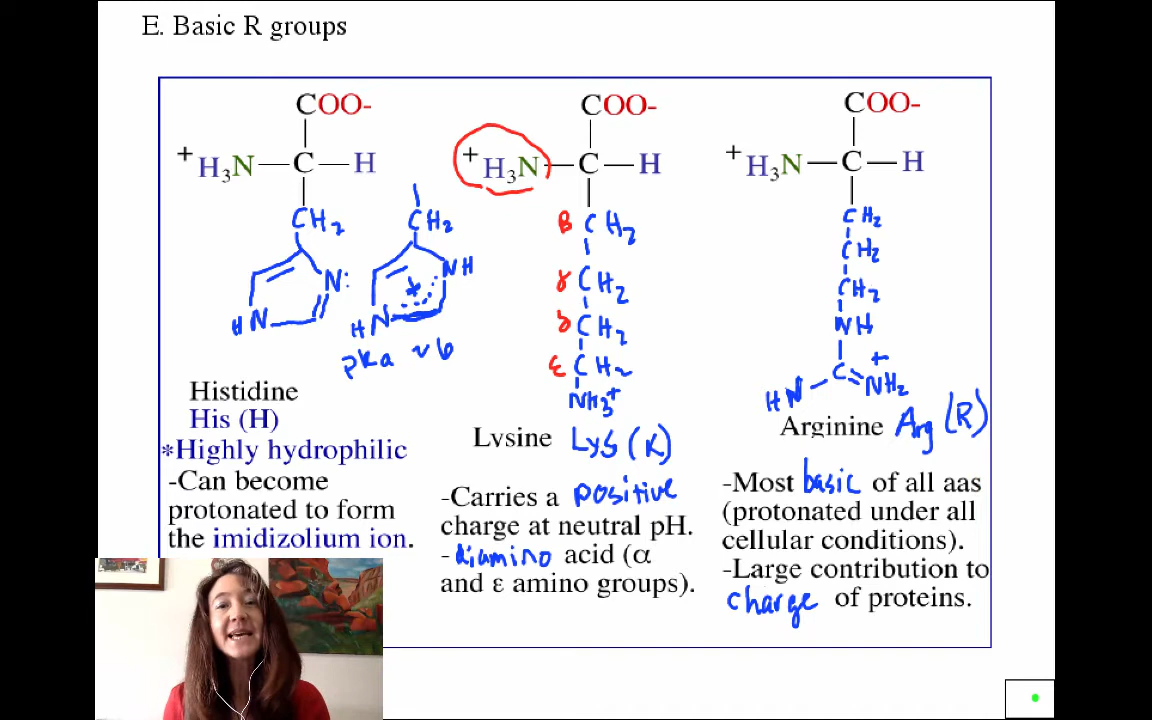 E. Basic R groups
COO-
+H₃N—C—H
CH₂
N:
HN
CH₂
NH
+
HN
pKa ~6
Histidine
His (H)
*Highly hydrophilic
-Can become
protonated to form
the imidizolium ion.
COO-
+H₃N—C—H
β CH₂
γ CH₂
δ CH₂
ε CH₂
NH₃+
Lysine Lys (K)
-Carries a positive
charge at neutral pH.
-diamino acid (α
and ε amino groups).
COO-
+H₃N—C—H
CH₂
CH₂
CH₂
NH
C
+
HN
NH₂
Arginine Arg (R)
-Most basic of all aas
(protonated under all
cellular conditions).
-Large contribution to
charge of proteins.